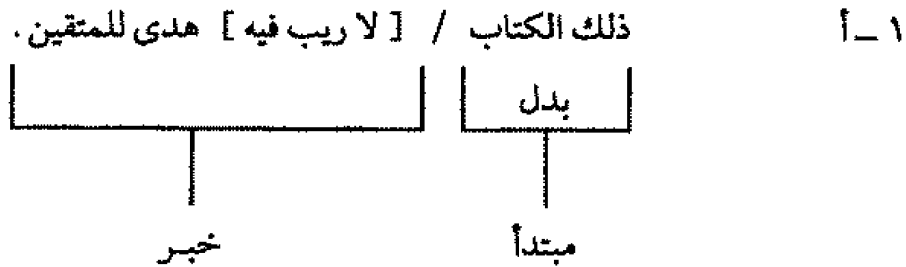 ١ – أ ذلك الكتاب / [ لا ريب فيه ] هدى للمتقين .
بدل
مبتدأ خبر